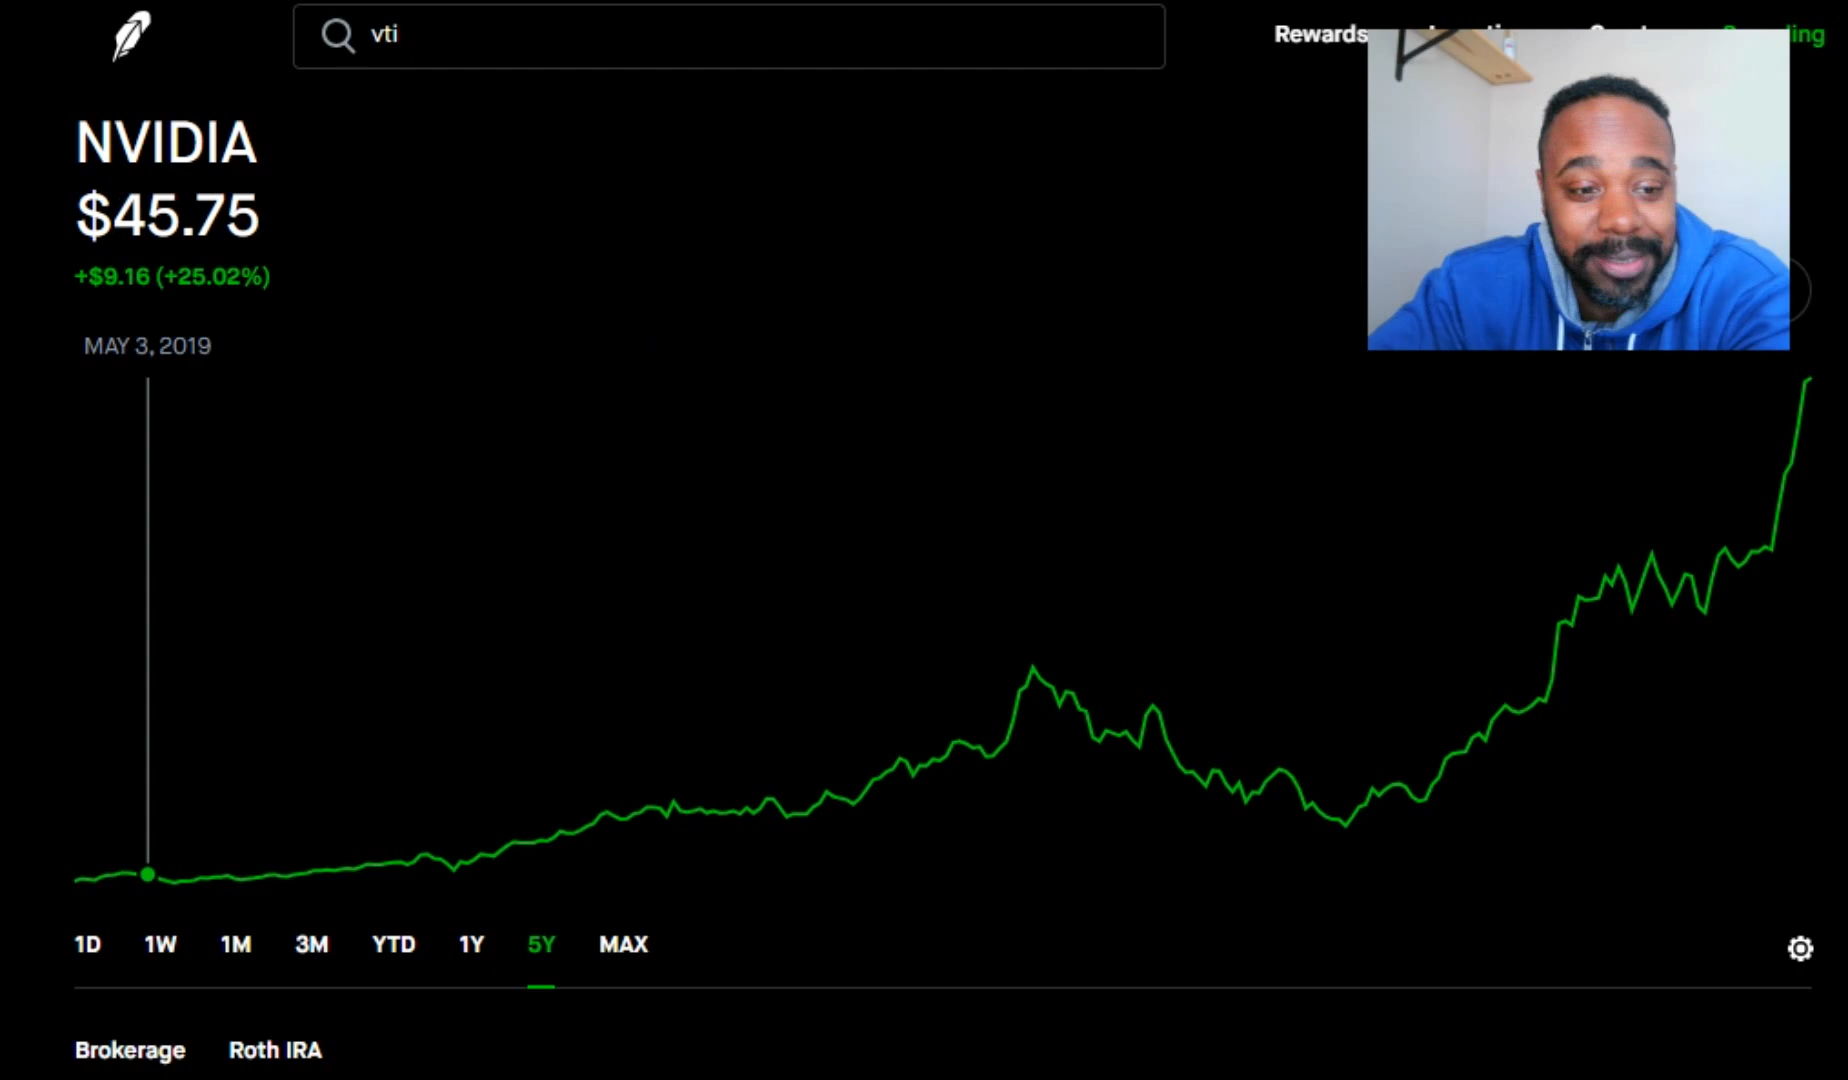 vti
Rewards
NVIDIA
$45.75
+$9.16 (+25.02%)
MAY 3, 2019
1D 1W 1M 3M YTD 1Y 5Y MAX
Brokerage Roth IRA